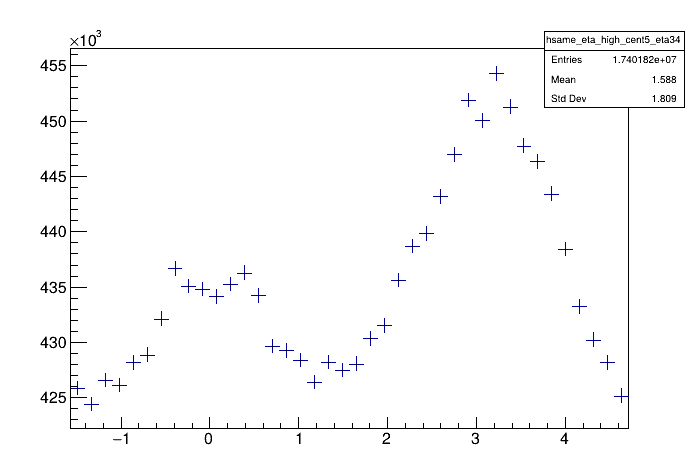 ×10³
hsame_eta_high_cent5_eta34
Entries 1.740182e+07
Mean 1.588
Std Dev 1.809
455
450
445
440
435
430
425
−1 0 1 2 3 4